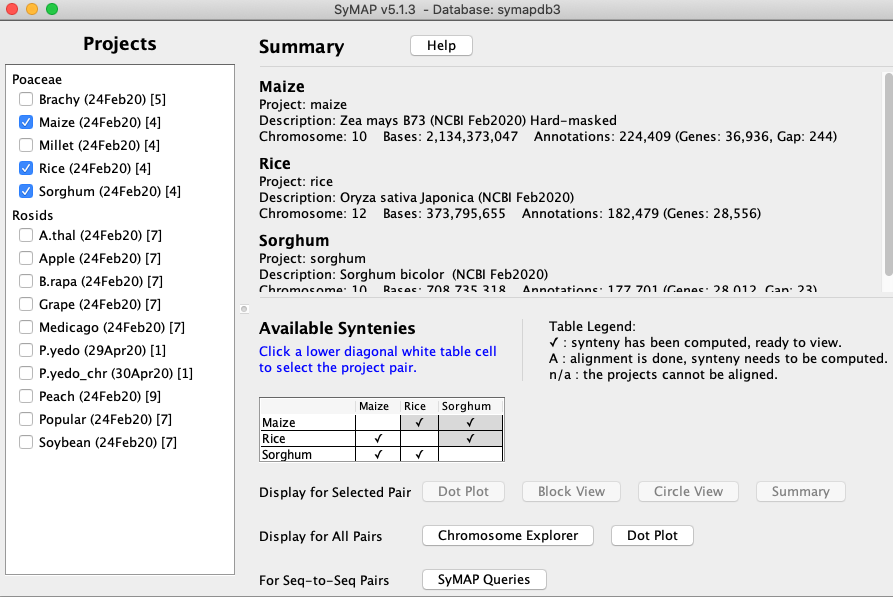 SyMAP v5.1.3 - Database: symapdb3
Projects
Poaceae
Brachy (24Feb20) [5]
Maize (24Feb20) [4]
Millet (24Feb20) [4]
Rice (24Feb20) [4]
Sorghum (24Feb20) [4]
Rosids
A.thal (24Feb20) [7]
Apple (24Feb20) [7]
B.rapa (24Feb20) [7]
Grape (24Feb20) [7]
Medicago (24Feb20) [7]
P.yedo (29Apr20) [1]
P.yedo_chr (30Apr20) [1]
Peach (24Feb20) [9]
Popular (24Feb20) [7]
Soybean (24Feb20) [7]
Summary Help
Maize
Project: maize
Description: Zea mays B73 (NCBI Feb2020) Hard-masked
Chromosome: 10 Bases: 2,134,373,047 Annotations: 224,409 (Genes: 36,936, Gap: 244)
Rice
Project: rice
Description: Oryza sativa Japonica (NCBI Feb2020)
Chromosome: 12 Bases: 373,795,655 Annotations: 182,479 (Genes: 28,556)
Sorghum
Project: sorghum
Description: Sorghum bicolor (NCBI Feb2020)
Chromosome: 10 Bases: 708,735,318 Annotations: 177,701 (Genes: 28,012, Gap: 23)
Available Syntenies
Click a lower diagonal white table cell
to select the project pair.
Table Legend:
✓ : synteny has been computed, ready to view.
A : alignment is done, synteny needs to be computed.
n/a : the projects cannot be aligned.
Maize Rice Sorghum
Maize ✓ ✓
Rice ✓ ✓
Sorghum ✓ ✓
Display for Selected Pair Dot Plot Block View Circle View Summary
Display for All Pairs Chromosome Explorer Dot Plot
For Seq-to-Seq Pairs SyMAP Queries